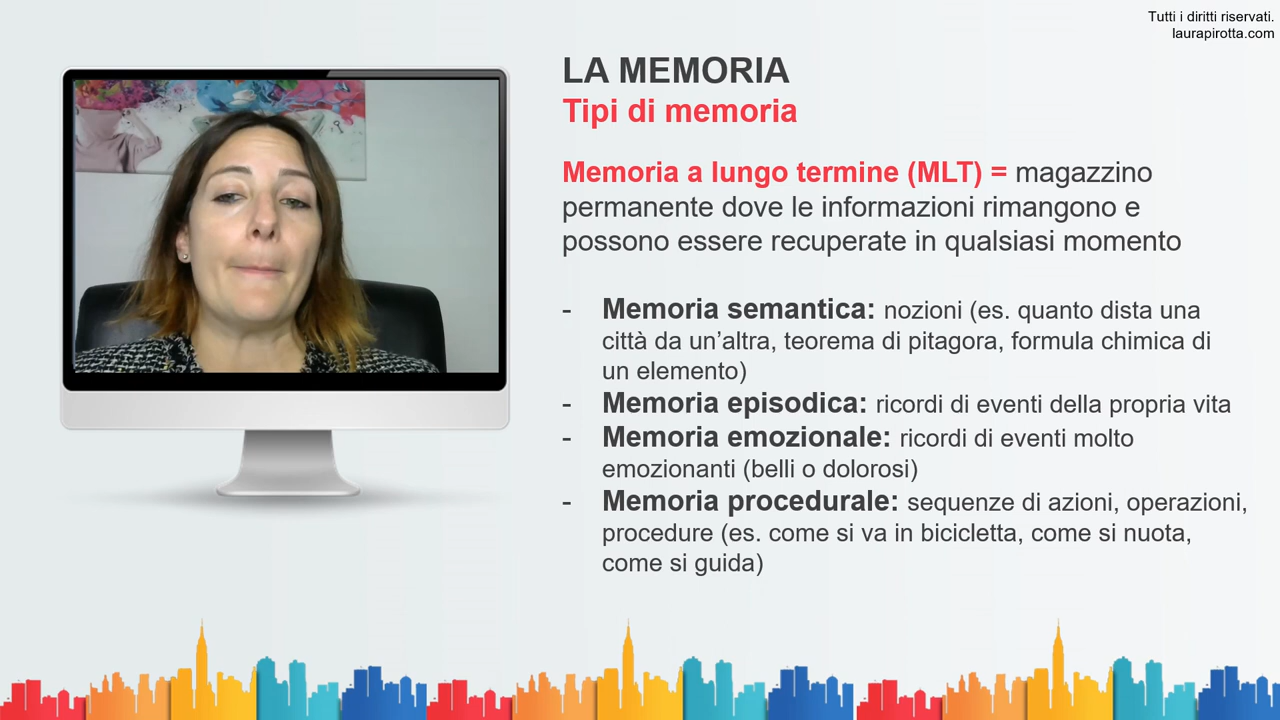 Tutti i diritti riservati.
laurapirotta.com
LA MEMORIA
Tipi di memoria
Memoria a lungo termine (MLT) = magazzino
permanente dove le informazioni rimangono e
possono essere recuperate in qualsiasi momento
- Memoria semantica: nozioni (es. quanto dista una
città da un’altra, teorema di pitagora, formula chimica di
un elemento)
- Memoria episodica: ricordi di eventi della propria vita
- Memoria emozionale: ricordi di eventi molto
emozionanti (belli o dolorosi)
- Memoria procedurale: sequenze di azioni, operazioni,
procedure (es. come si va in bicicletta, come si nuota,
come si guida)